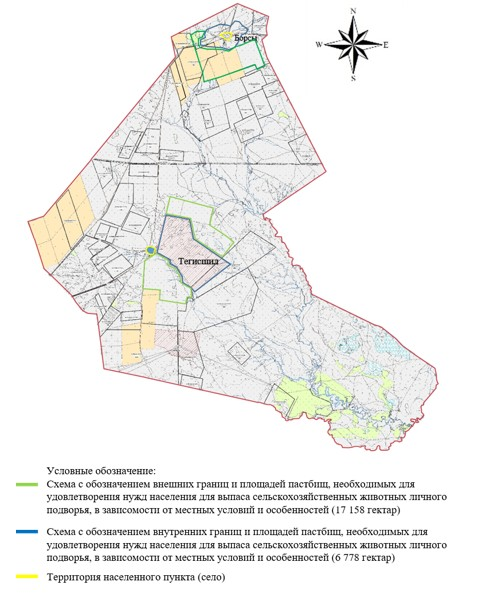 N
W
E
S
Борсы
Тегисшил
Условные обозначение:
Схема с обозначением внешних границ и площадей пастбищ, необходимых для
удовлетворения нужд населения для выпаса сельскохозяйственных животных личного
подворья, в зависимости от местных условий и особенностей (17 158 гектар)
Схема с обозначением внутренних границ и площадей пастбищ, необходимых для
удовлетворения нужд населения для выпаса сельскохозяйственных животных личного
подворья, в зависимости от местных условий и особенностей (6 778 гектар)
Территория населенного пункта (село)